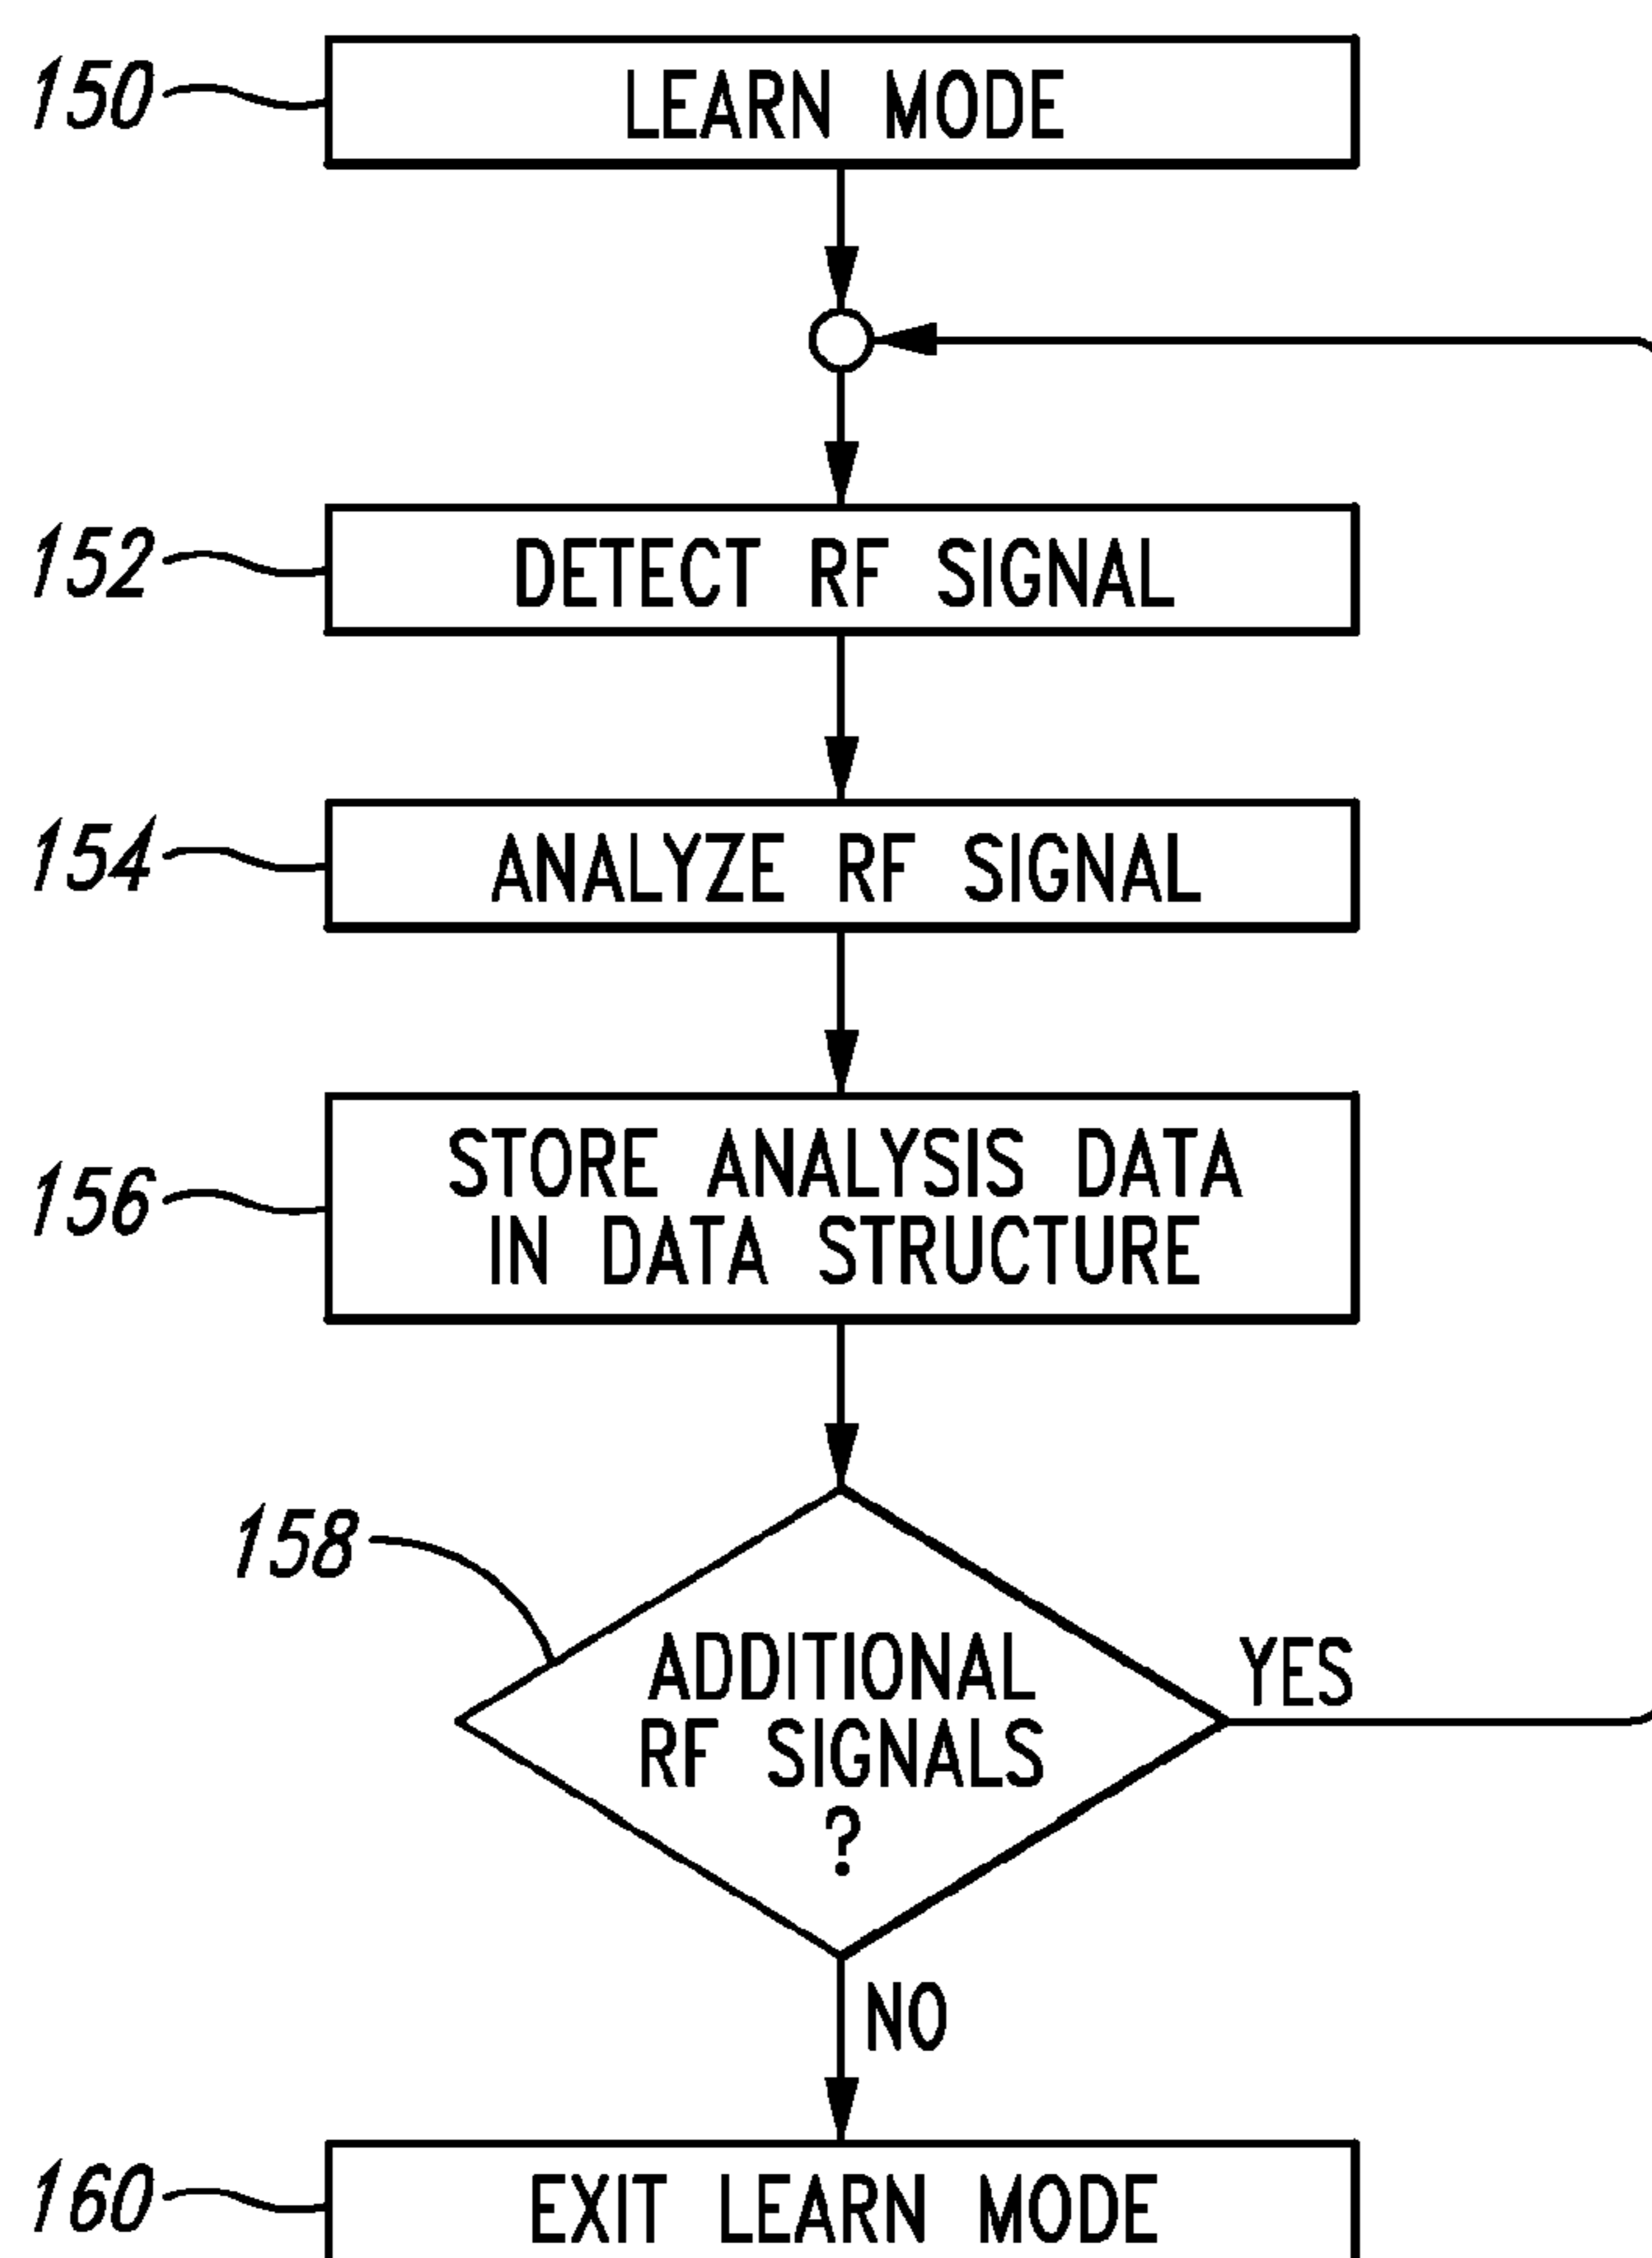 150
LEARN MODE
152
DETECT RF SIGNAL
154
ANALYZE RF SIGNAL
156
STORE ANALYSIS DATA
IN DATA STRUCTURE
158
ADDITIONAL
RF SIGNALS
?
YES
NO
160
EXIT LEARN MODE